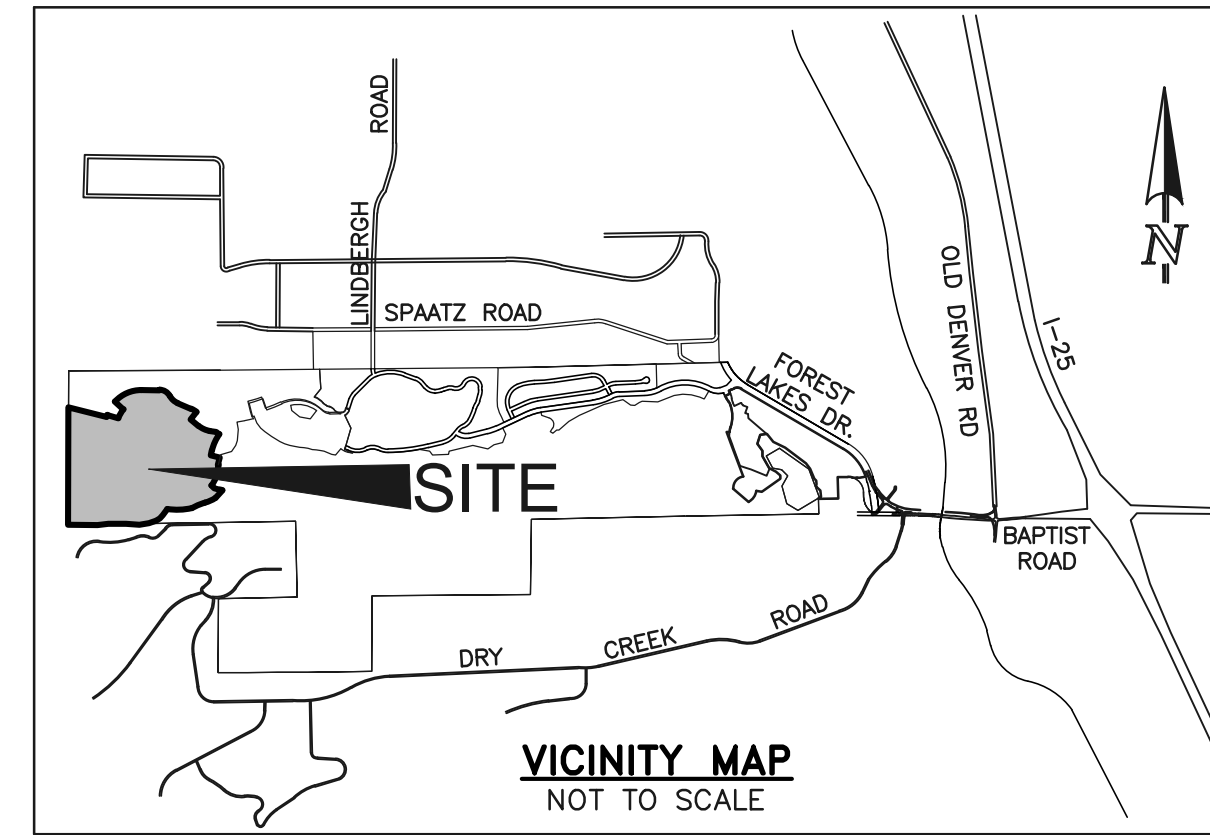 ROAD
LINDBERGH
SPAATZ ROAD
OLD DENVER RD
I-25
N
FOREST
LAKES DR.
SITE
BAPTIST
ROAD
DRY CREEK ROAD
VICINITY MAP
NOT TO SCALE